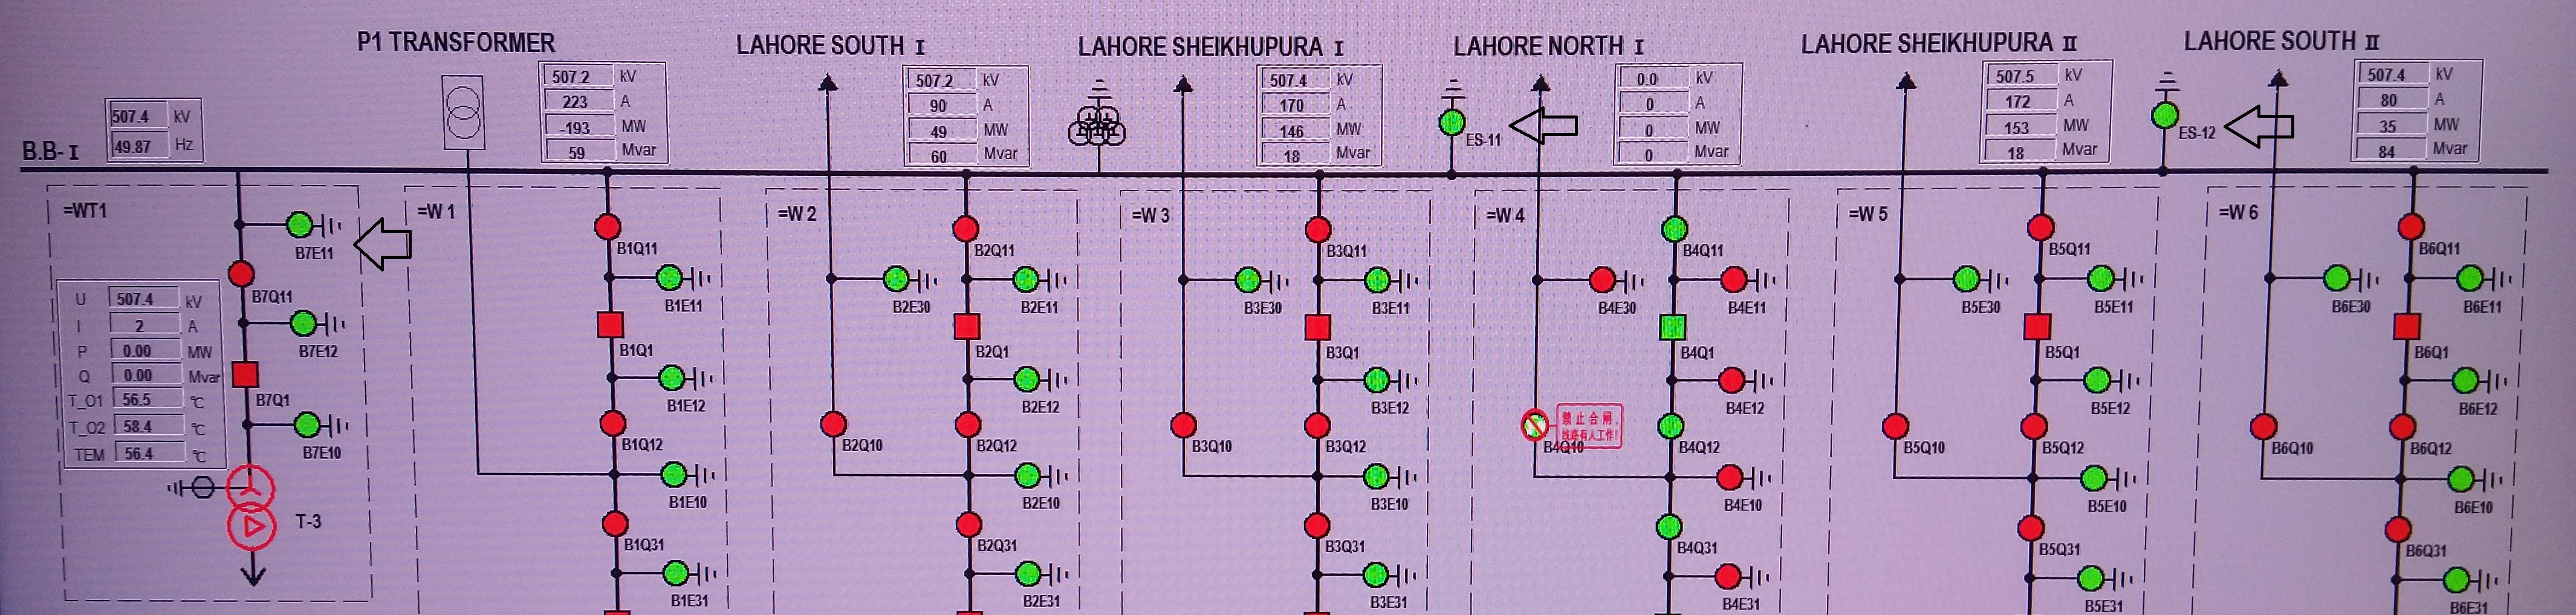 P1 TRANSFORMER
LAHORE SOUTH I
LAHORE SHEIKHUPURA I
LAHORE NORTH I
LAHORE SHEIKHUPURA II
LAHORE SOUTH II
507.4 kV
49.87 Hz
B.B-I
507.2 kV
223 A
-193 MW
59 Mvar
507.2 kV
90 A
49 MW
60 Mvar
507.4 kV
170 A
146 MW
18 Mvar
ES-11
0.0 kV
0 A
0 MW
0 Mvar
507.5 kV
172 A
153 MW
18 Mvar
ES-12
507.4 kV
80 A
35 MW
84 Mvar
=WT1
B7E11
B7Q11
B7E12
B7Q1
B7E10
U 507.4 kV
I 2 A
P 0.00 MW
Q 0.00 Mvar
T_O1 56.5 ℃
T_O2 58.4 ℃
TEM 56.4 ℃
T-3
=W 1
B1Q11
B1E11
B1Q1
B1E12
B1Q12
B1E10
B1Q31
B1E31
=W 2
B2Q11
B2E30
B2E11
B2Q1
B2E12
B2Q10
B2Q12
B2E10
B2Q31
B2E31
=W 3
B3Q11
B3E30
B3E11
B3Q1
B3E12
B3Q10
B3Q12
B3E10
B3Q31
B3E31
=W 4
B4Q11
B4E30
B4E11
B4Q1
B4E12
禁止合闸，
线路有人工作!
B4Q10
B4Q12
B4E10
B4Q31
B4E31
=W 5
B5Q11
B5E30
B5E11
B5Q1
B5E12
B5Q10
B5Q12
B5E10
B5Q31
B5E31
=W 6
B6Q11
B6E30
B6E11
B6Q1
B6E12
B6Q10
B6Q12
B6E10
B6Q31
B6E31